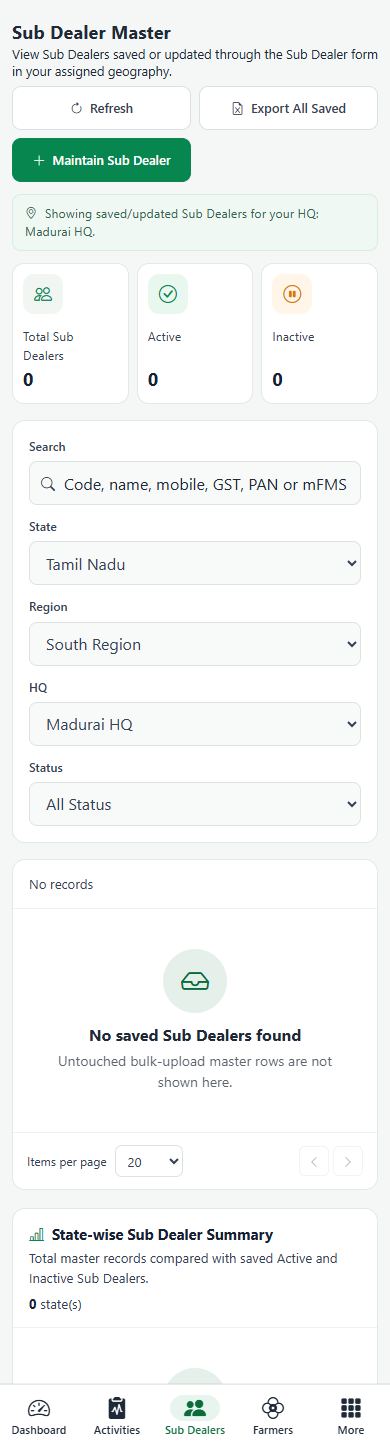 Sub Dealer Master
View Sub Dealers saved or updated through the Sub Dealer form
in your assigned geography.
Refresh
Export All Saved
Maintain Sub Dealer
Showing saved/updated Sub Dealers for your HQ:
Madurai HQ.
Total Sub
Dealers
0
Active
0
Inactive
0
Search
Code, name, mobile, GST, PAN or mFMS
State
Tamil Nadu
Region
South Region
HQ
Madurai HQ
Status
All Status
No records
No saved Sub Dealers found
Untouched bulk-upload master rows are not
shown here.
Items per page
20
State-wise Sub Dealer Summary
Total master records compared with saved Active and
Inactive Sub Dealers.
0 state(s)
Dashboard
Activities
Sub Dealers
Farmers
More